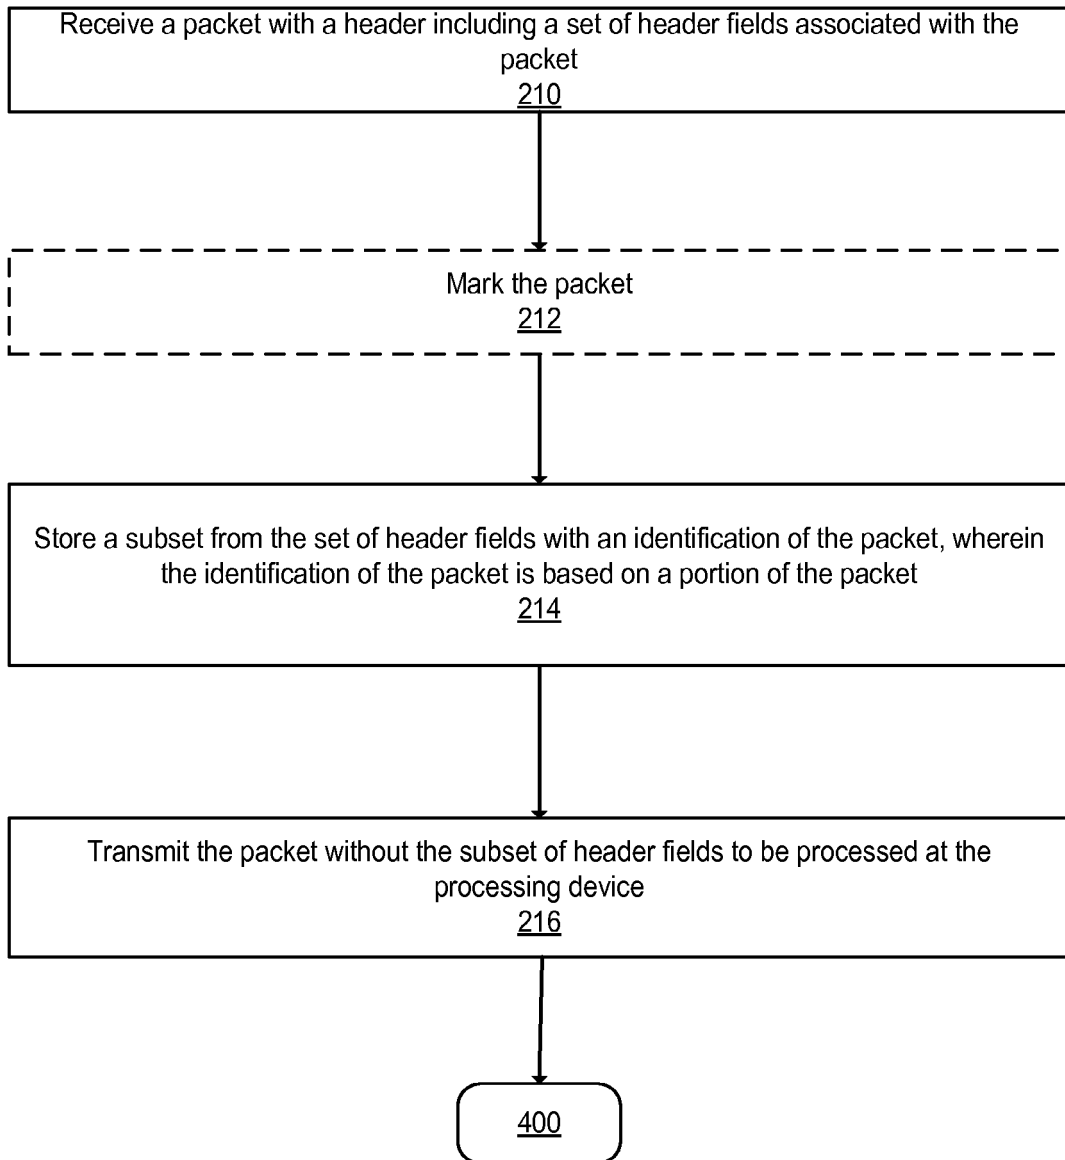 Receive a packet with a header including a set of header fields associated with the
packet
210
Mark the packet
212
Store a subset from the set of header fields with an identification of the packet, wherein
the identification of the packet is based on a portion of the packet
214
Transmit the packet without the subset of header fields to be processed at the
processing device
216
400